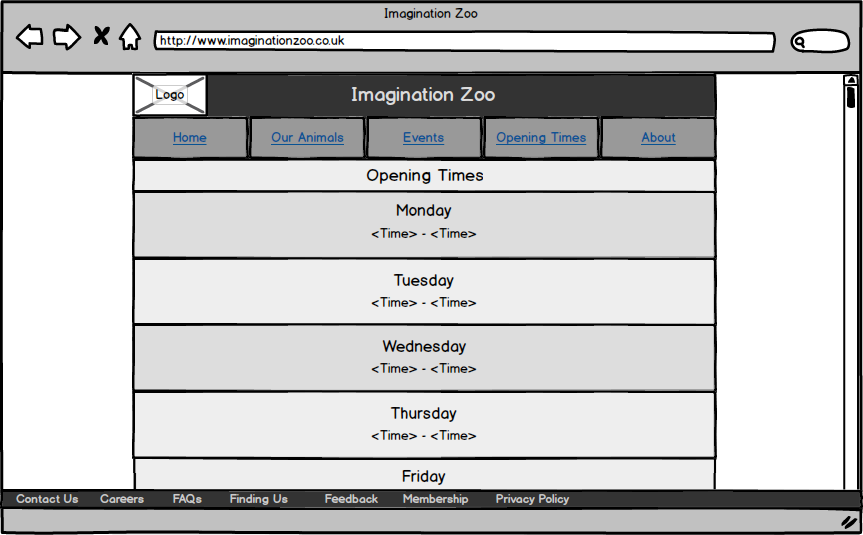 Imagination Zoo
http://www.imaginationzoo.co.uk
Logo
Imagination Zoo
Home Our Animals Events Opening Times About
Opening Times
Monday
<Time> - <Time>
Tuesday
<Time> - <Time>
Wednesday
<Time> - <Time>
Thursday
<Time> - <Time>
Friday
Contact Us Careers FAQs Finding Us Feedback Membership Privacy Policy